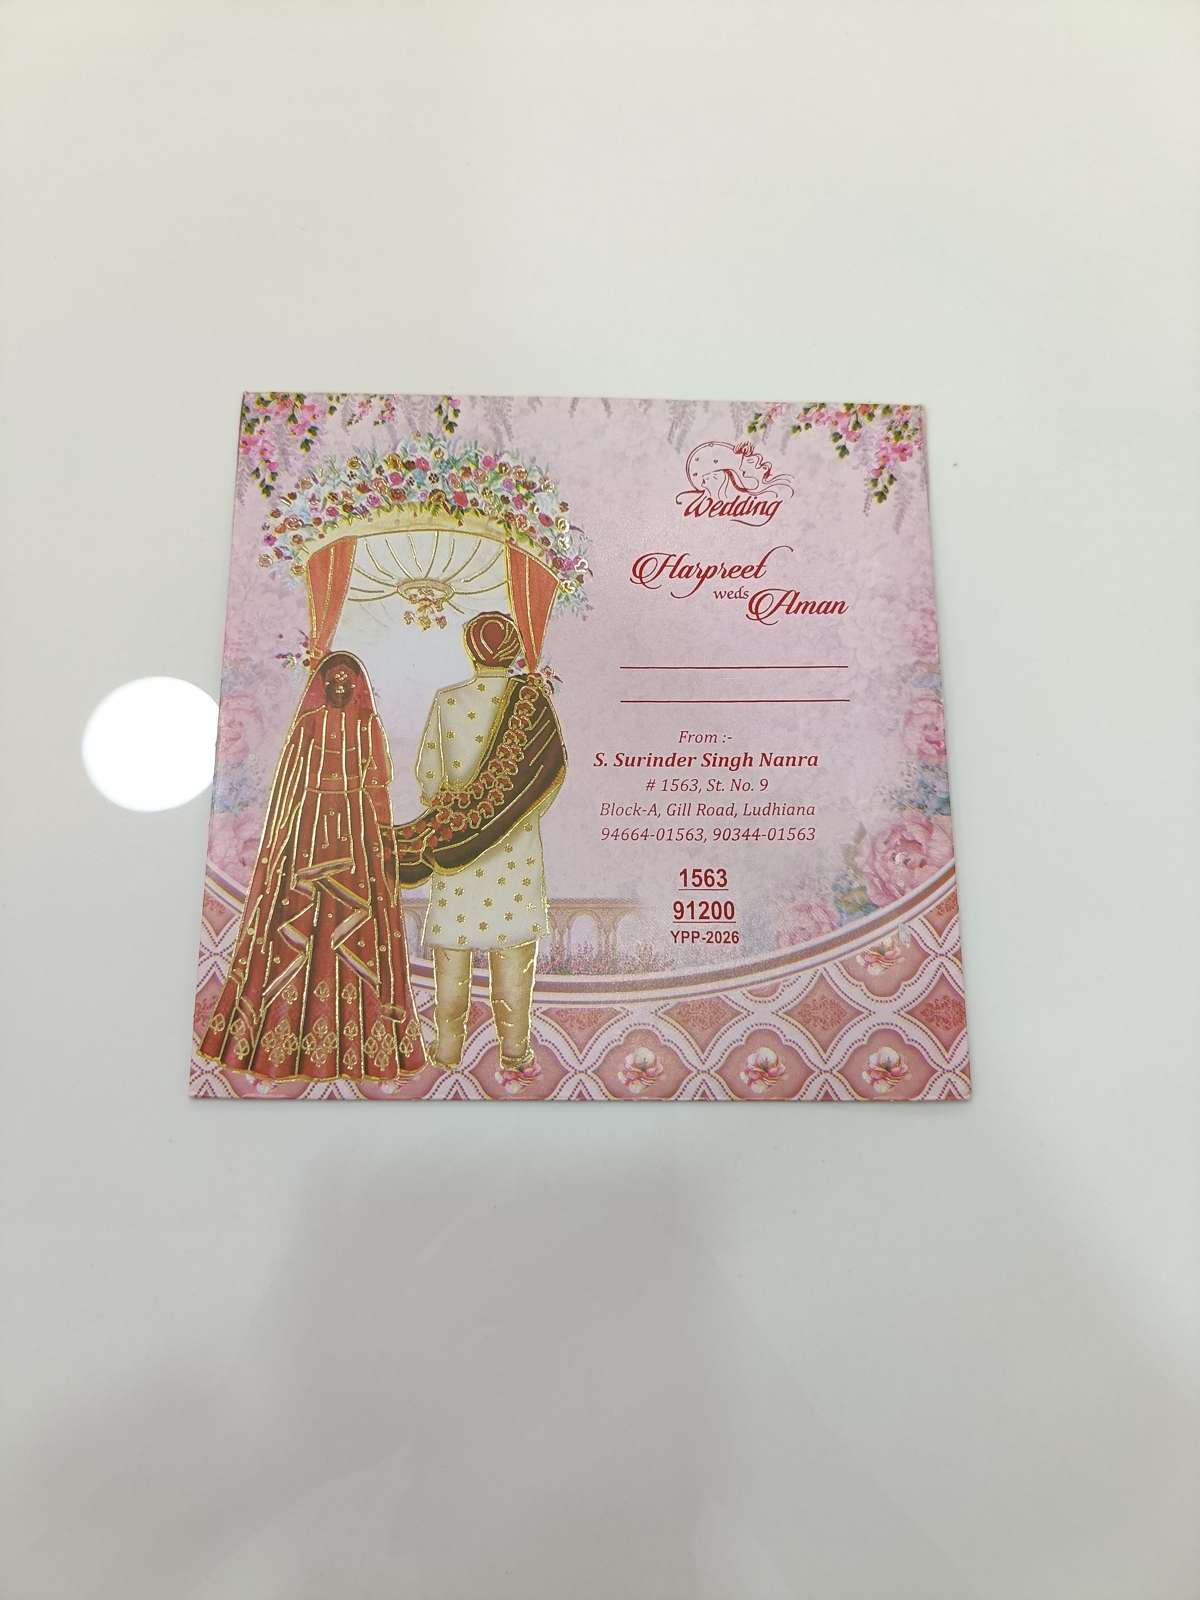 Wedding
Harpreet
weds
Aman
From :-
S. Surinder Singh Nanra
# 1563, St. No. 9
Block-A, Gill Road, Ludhiana
94664-01563, 90344-01563
1563
91200
YPP-2026